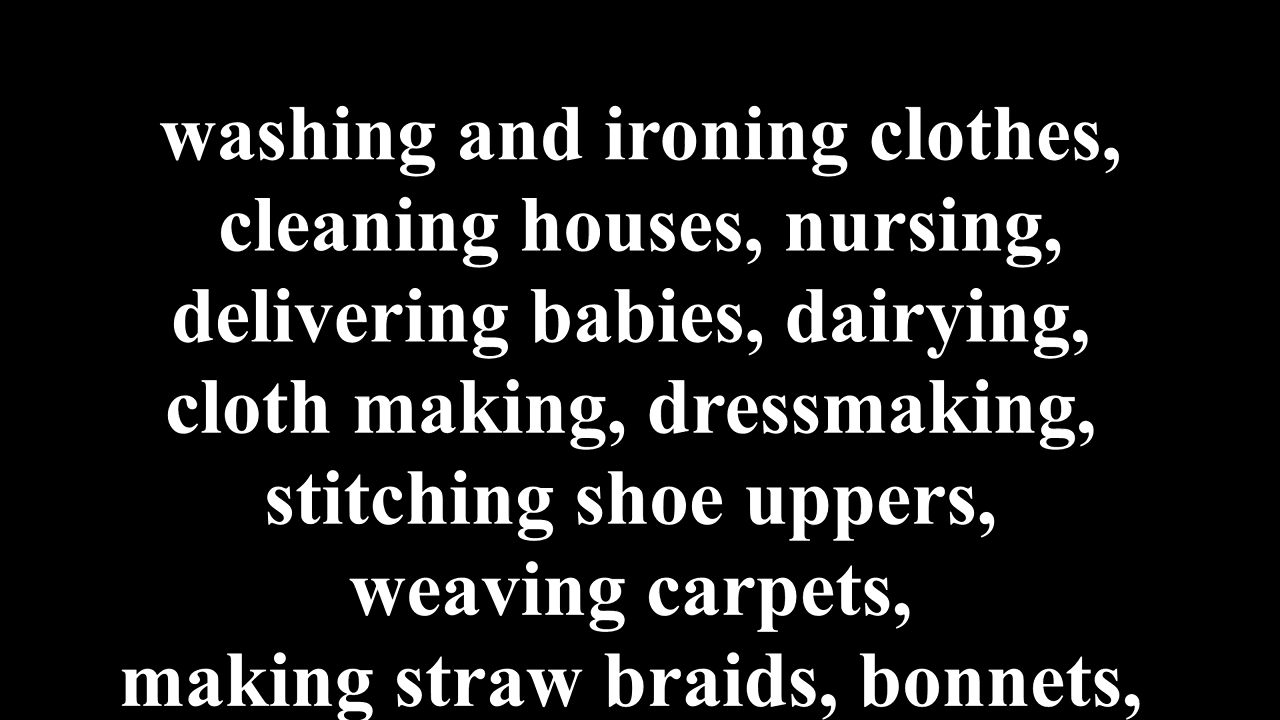 washing and ironing clothes,
cleaning houses, nursing,
delivering babies, dairying,
cloth making, dressmaking,
stitching shoe uppers,
weaving carpets,
making straw braids, bonnets,